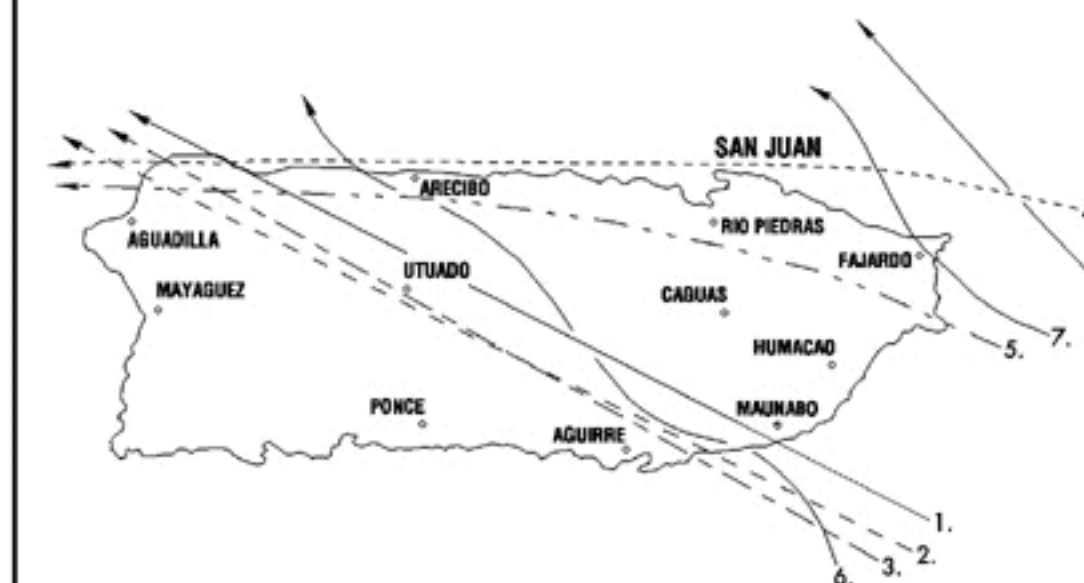 SAN JUAN
ARECIBO
RIO PIEDRAS
AGUADILLA
FAJARDO
UTUADO
MAYAGUEZ
CAGUAS
7.
5.
HUMACAO
PONCE
MAUNABO
AGUIRRE
1.
2.
3.
6.